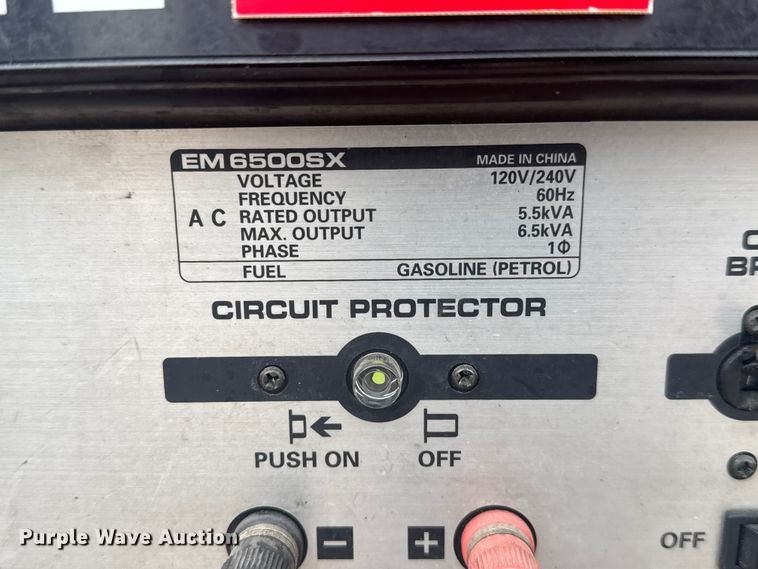 EM6500SX MADE IN CHINA
VOLTAGE 120V/240V
FREQUENCY 60Hz
AC RATED OUTPUT 5.5kVA
MAX. OUTPUT 6.5kVA
PHASE 1Φ
FUEL GASOLINE (PETROL)
CIRCUIT PROTECTOR
PUSH ON OFF
- +
OFF
Purple Wave Auction